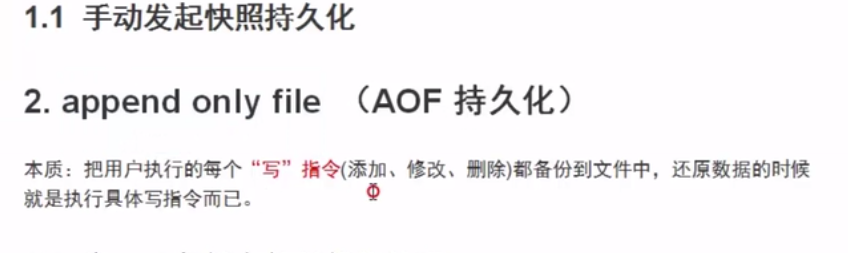 1.1 手动发起快照持久化
2. append only file （AOF 持久化）
本质：把用户执行的每个“写”指令(添加、修改、删除)都备份到文件中，还原数据的时候
就是执行具体写指令而已。